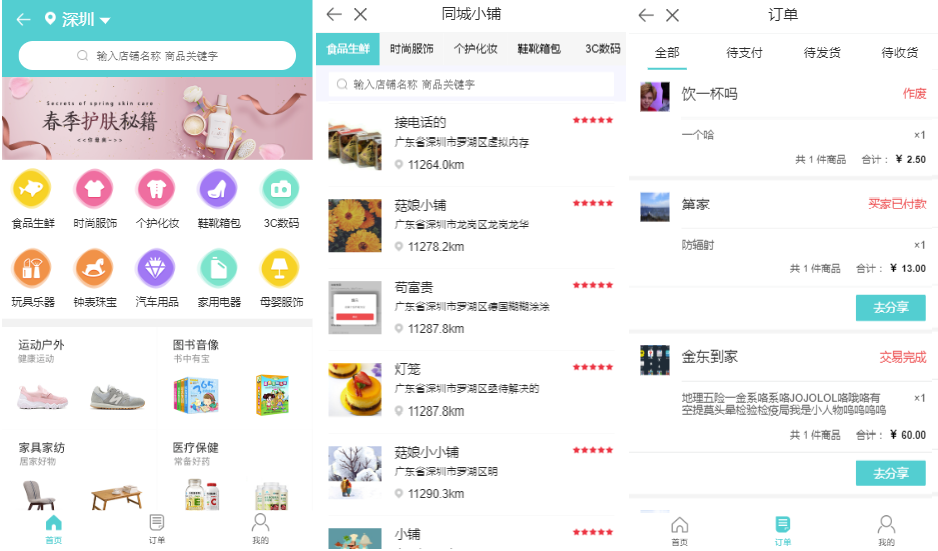 深圳
输入店铺名称 商品关键字
Secrets of spring skin care
春季护肤秘籍
食品生鲜 时尚服饰 个护化妆 鞋靴箱包 3C数码
玩具乐器 钟表珠宝 汽车用品 家用电器 母婴服饰
运动户外 图书音像
健康运动 书中有宝
365
家具家纺 医疗保健
居家好物 常备好药
E C
首页 订单 我的
同城小铺
食品生鲜 时尚服饰 个护化妆 鞋靴箱包 3C数码
输入店铺名称 商品关键字
接电话的
广东省深圳市罗湖区虚拟内存
11264.0km
菇娘小铺
广东省深圳市龙岗区龙岗龙华
11278.2km
苟富贵
广东省深圳市罗湖区德国糊糊涂涂
11287.8km
灯笼
广东省深圳市罗湖区亟待解决的
11287.8km
菇娘小小铺
广东省深圳市罗湖区明
11290.3km
小铺
订单
全部 待支付 待发货 待收货
饮一杯吗 作废
一个哈 ×1
共 1 件商品 合计： ¥ 2.50
第家 买家已付款
防辐射 ×1
共 1 件商品 合计： ¥ 13.00
去分享
金东到家 交易完成
地理五险一金系咯系咯JOJOLOL咯哦咯有 ×1
空提莫头晕检验检疫局我是小人物呜呜呜呜
共 1 件商品 合计： ¥ 60.00
去分享
首页 订单 我的